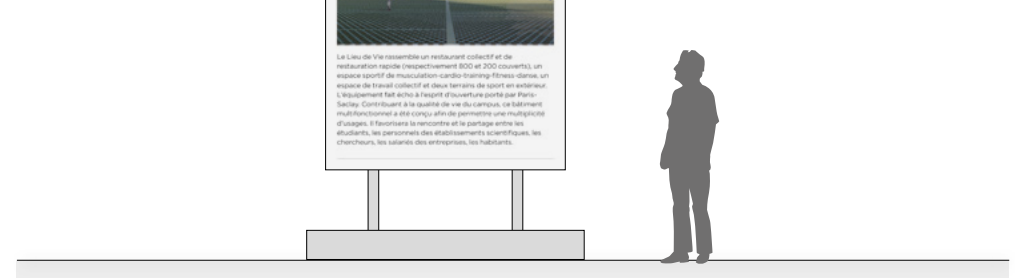 Le Lieu de Vie rassemble un restaurant collectif et de
restauration rapide (respectivement 800 et 200 couverts), un
espace sportif de musculation-cardio-training-fitness-danse, un
espace de travail collectif et deux terrains de sport en extérieur.
L'équipement fait écho à l'esprit d'ouverture porté par Paris-
Saclay. Contribuant à la qualité de vie du campus, ce bâtiment
multifonctionnel a été conçu afin de permettre une multiplicité
d'usages. Il favorisera la rencontre et le partage entre les
étudiants, les personnels des établissements scientifiques, les
chercheurs, les salariés des entreprises, les habitants.